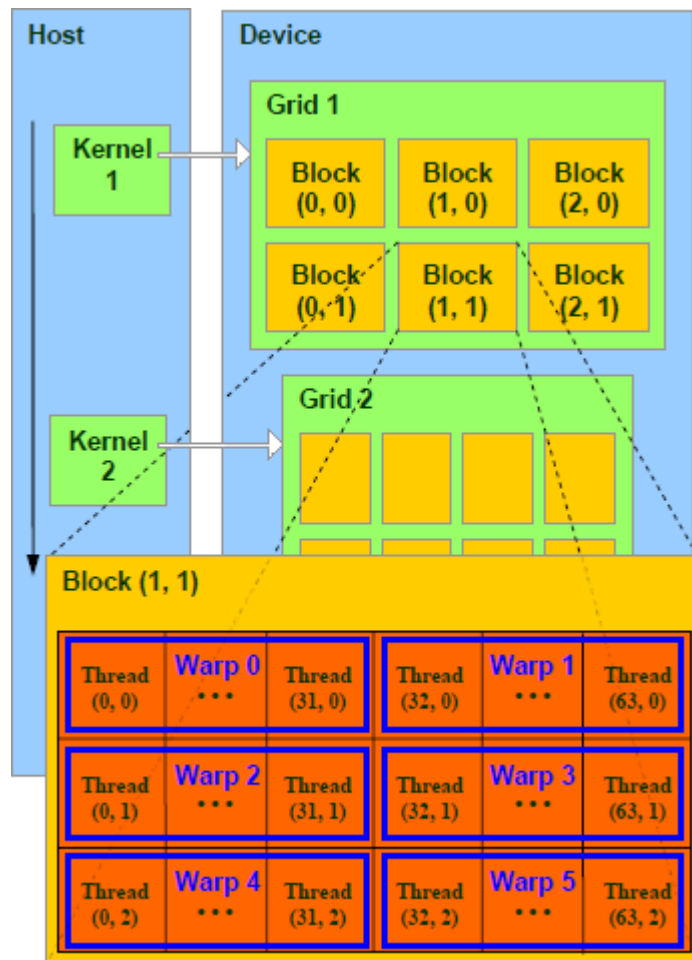 Host
Device
Grid 1
Kernel
1
Block
(0, 0)
Block
(1, 0)
Block
(2, 0)
Block
(0, 1)
Block
(1, 1)
Block
(2, 1)
Grid 2
Kernel
2
Block (1, 1)
Thread
(0, 0)
Warp 0
•••
Thread
(31, 0)
Thread
(32, 0)
Warp 1
•••
Thread
(63, 0)
Thread
(0, 1)
Warp 2
•••
Thread
(31, 1)
Thread
(32, 1)
Warp 3
•••
Thread
(63, 1)
Thread
(0, 2)
Warp 4
•••
Thread
(31, 2)
Thread
(32, 2)
Warp 5
•••
Thread
(63, 2)